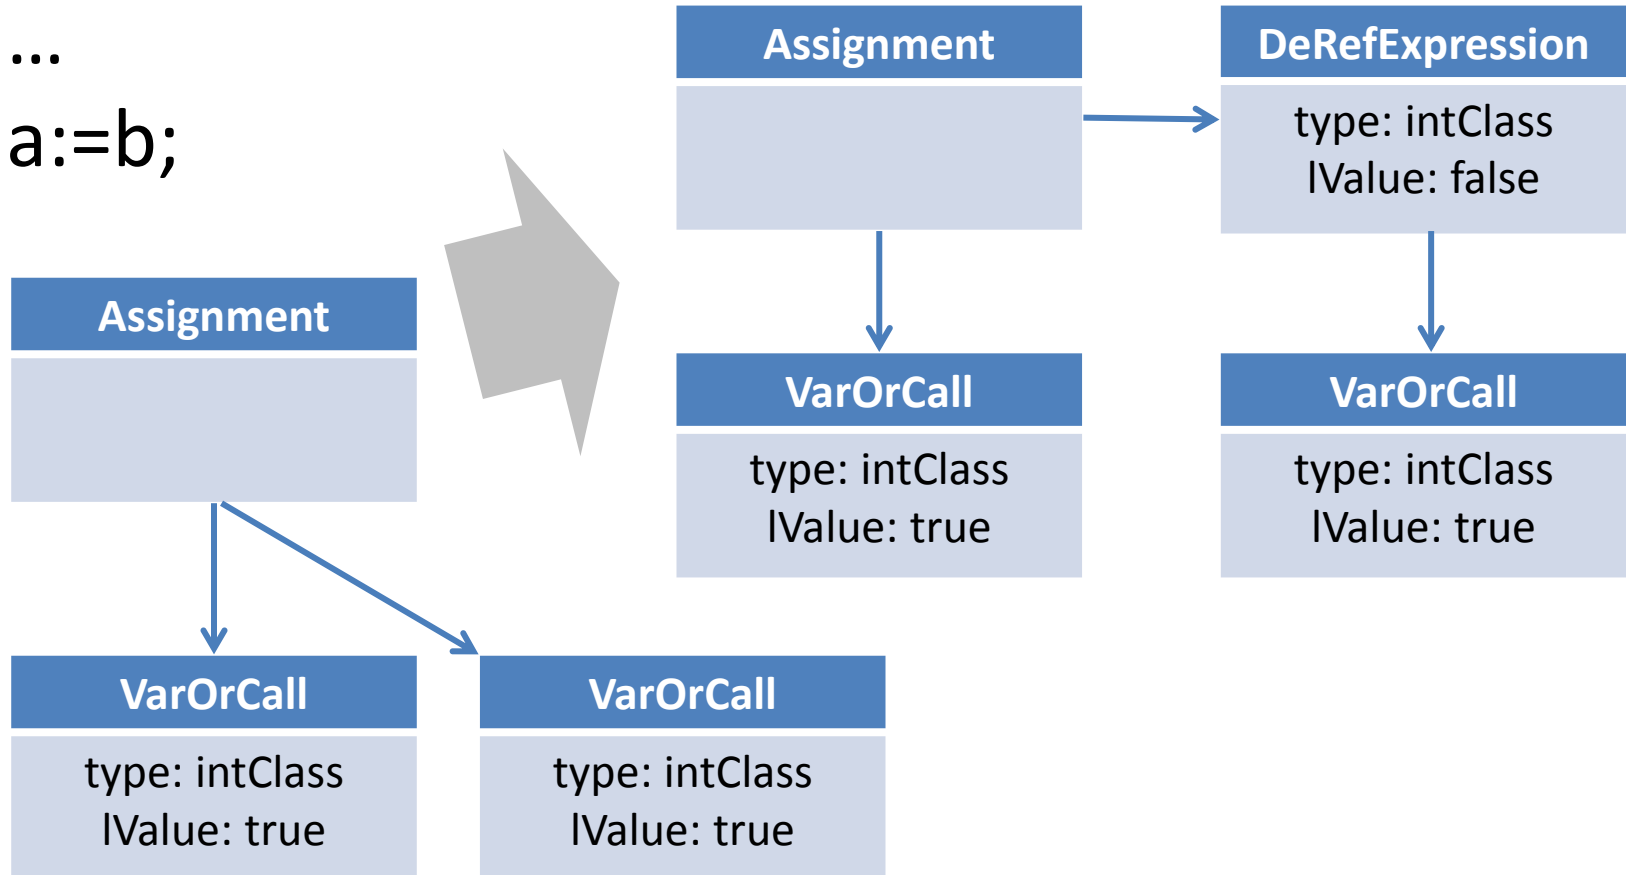 ...
a:=b;
Assignment
VarOrCall
type: intClass
lValue: true
VarOrCall
type: intClass
lValue: true
Assignment
DeRefExpression
type: intClass
lValue: false
VarOrCall
type: intClass
lValue: true
VarOrCall
type: intClass
lValue: true